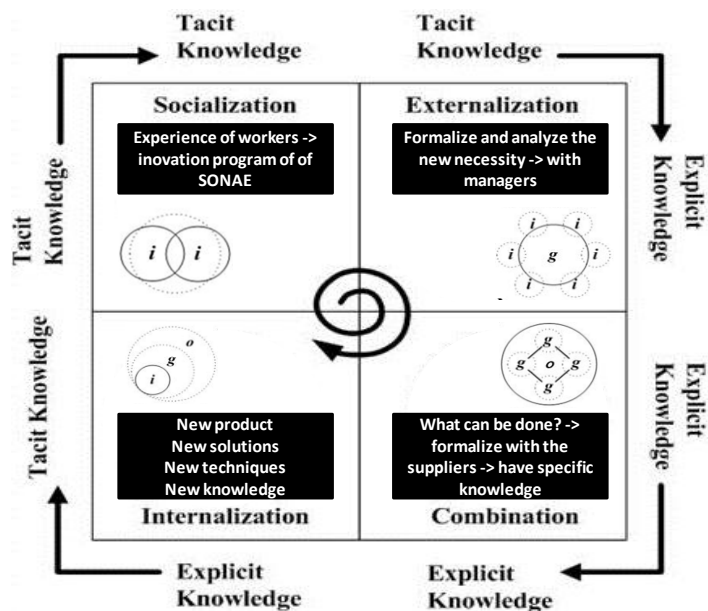 Tacit
Knowledge
Tacit
Knowledge
Socialization
Externalization
Experience of workers ->
inovation program of of
SONAE
Formalize and analyze the
new necessity -> with
managers
Tacit
Knowledge
Explicit
Knowledge
i
i
i
i
i
g
i
i
i
o
g
i
g
g
o
g
g
Tacit Knowledge
Explicit
Knowledge
New product
New solutions
New techniques
New knowledge
What can be done? ->
formalize with the
suppliers -> have specific
knowledge
Internalization
Combination
Explicit
Knowledge
Explicit
Knowledge